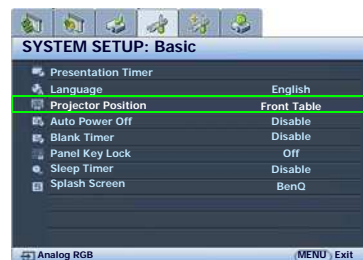 SYSTEM SETUP: Basic
Presentation Timer
Language English
Projector Position Front Table
Auto Power Off Disable
Blank Timer Disable
Panel Key Lock Off
Sleep Timer Disable
Splash Screen BenQ
Analog RGB MENU Exit